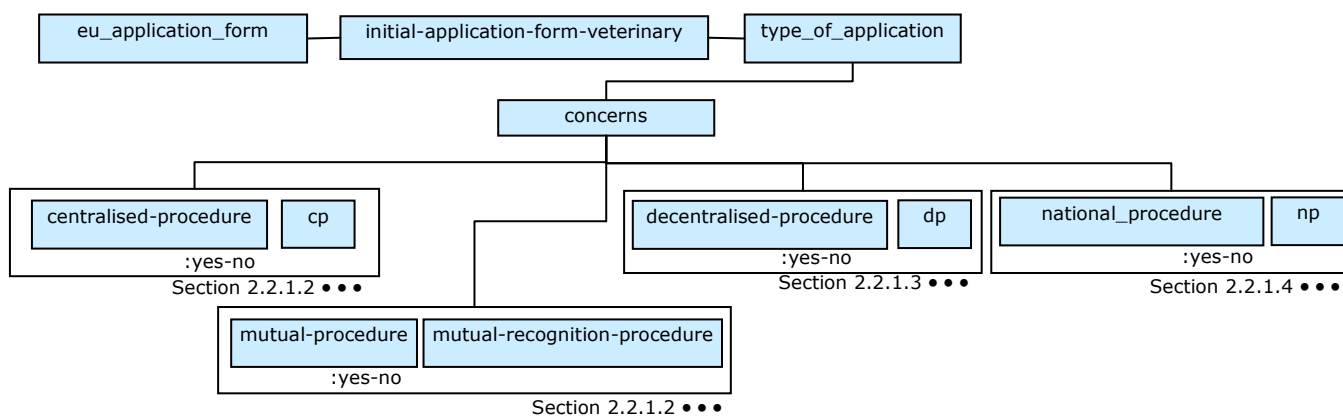 eu_application_form
initial-application-form-veterinary
type_of_application
concerns
centralised-procedure
cp
:yes-no
Section 2.2.1.2 •••
decentralised-procedure
dp
:yes-no
Section 2.2.1.3 •••
national_procedure
np
:yes-no
Section 2.2.1.4 •••
mutual-procedure
mutual-recognition-procedure
:yes-no
Section 2.2.1.2 •••